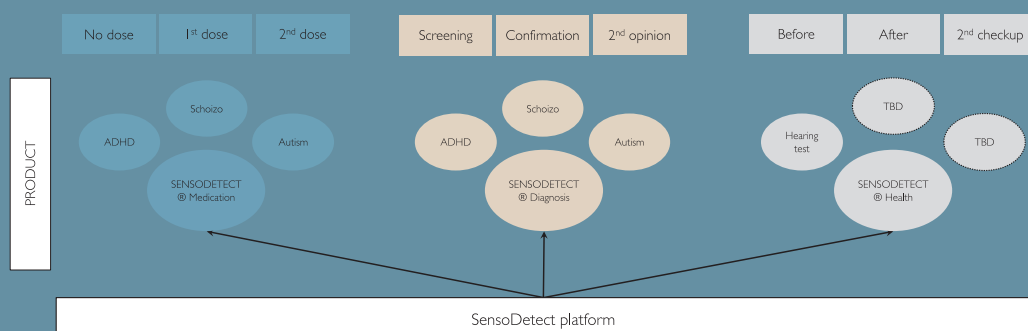 No dose
1st dose
2nd dose
Screening
Confirmation
2nd opinion
Before
After
2nd checkup
PRODUCT
Schoizo
ADHD
Autism
SENSODETECT
® Medication
Schoizo
ADHD
Autism
SENSODETECT
® Diagnosis
TBD
Hearing
test
TBD
SENSODETECT
® Health
SensoDetect platform